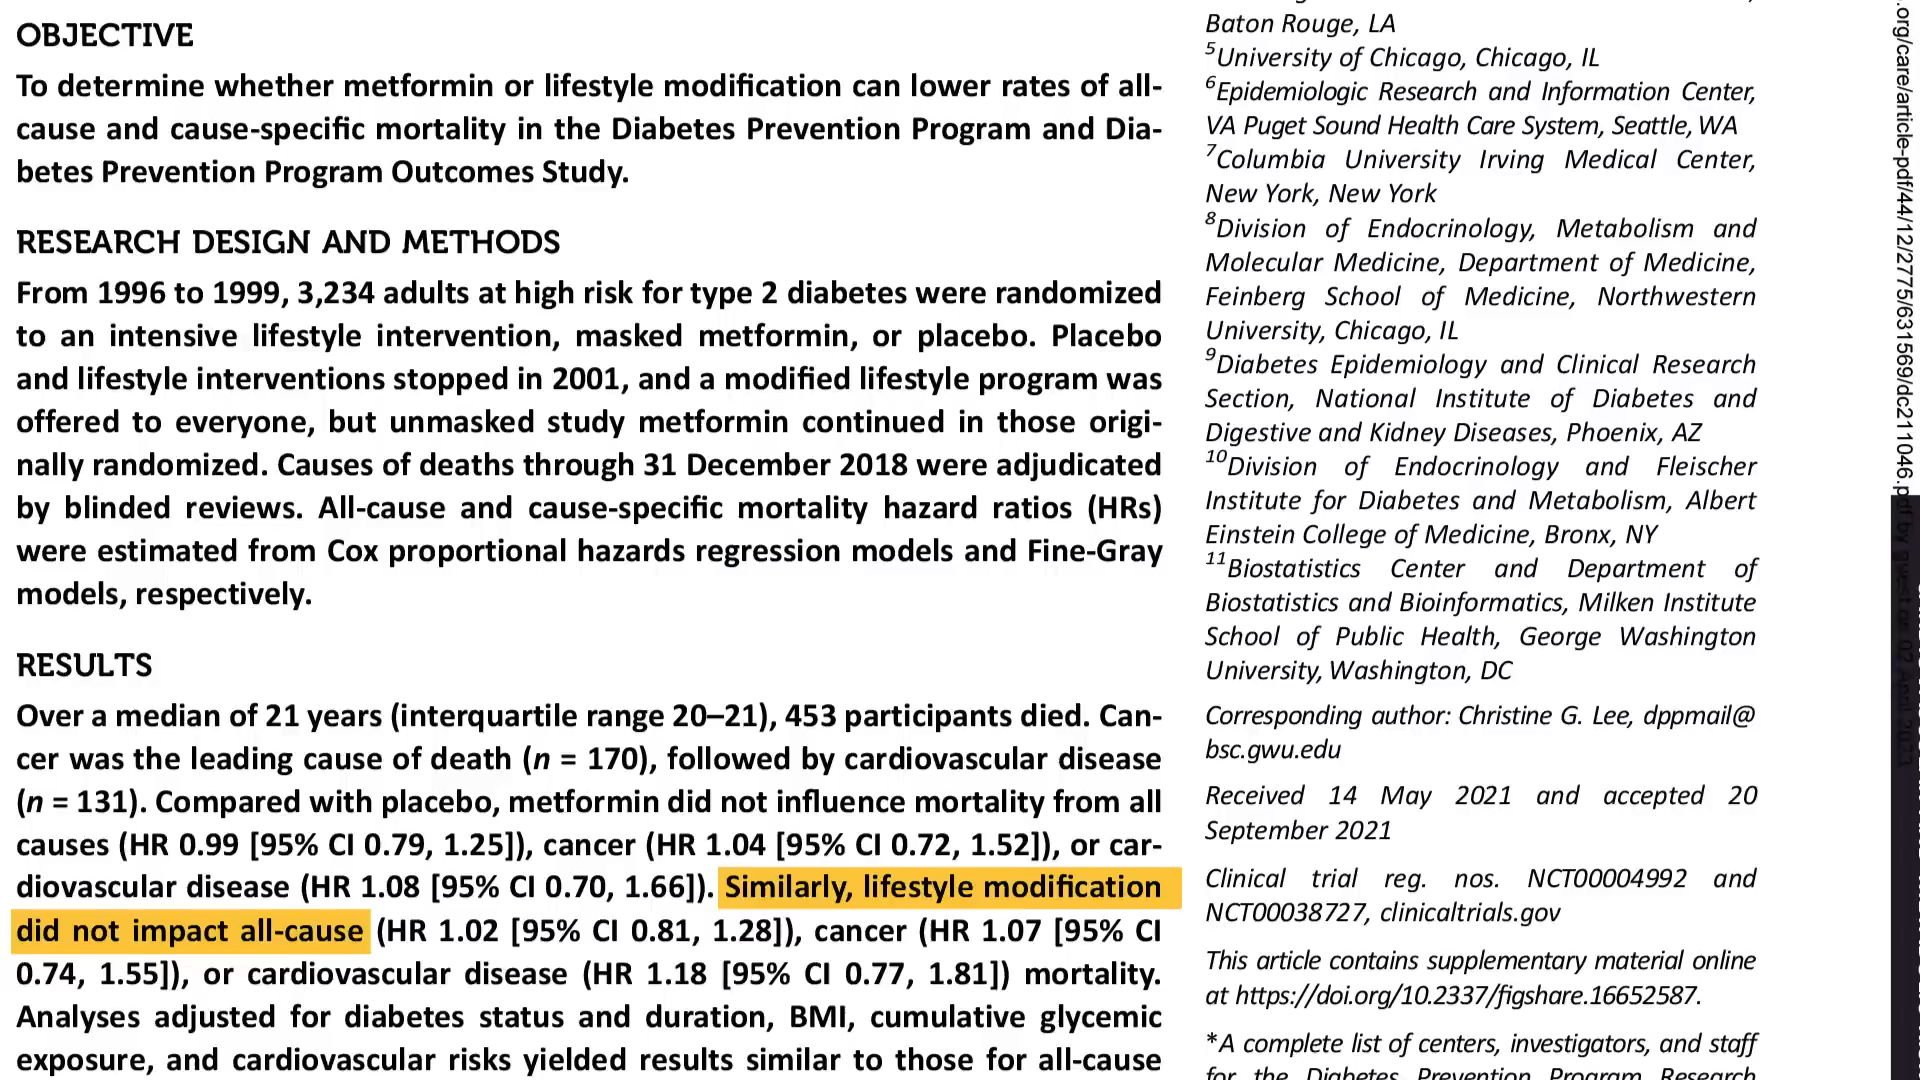 OBJECTIVE
To determine whether metformin or lifestyle modification can lower rates of all-
cause and cause-specific mortality in the Diabetes Prevention Program and Dia-
betes Prevention Program Outcomes Study.
RESEARCH DESIGN AND METHODS
From 1996 to 1999, 3,234 adults at high risk for type 2 diabetes were randomized
to an intensive lifestyle intervention, masked metformin, or placebo. Placebo
and lifestyle interventions stopped in 2001, and a modified lifestyle program was
offered to everyone, but unmasked study metformin continued in those origi-
nally randomized. Causes of deaths through 31 December 2018 were adjudicated
by blinded reviews. All-cause and cause-specific mortality hazard ratios (HRs)
were estimated from Cox proportional hazards regression models and Fine-Gray
models, respectively.
RESULTS
Over a median of 21 years (interquartile range 20–21), 453 participants died. Can-
cer was the leading cause of death (n = 170), followed by cardiovascular disease
(n = 131). Compared with placebo, metformin did not influence mortality from all
causes (HR 0.99 [95% CI 0.79, 1.25]), cancer (HR 1.04 [95% CI 0.72, 1.52]), or car-
diovascular disease (HR 1.08 [95% CI 0.70, 1.66]). Similarly, lifestyle modification
did not impact all-cause (HR 1.02 [95% CI 0.81, 1.28]), cancer (HR 1.07 [95% CI
0.74, 1.55]), or cardiovascular disease (HR 1.18 [95% CI 0.77, 1.81]) mortality.
Analyses adjusted for diabetes status and duration, BMI, cumulative glycemic
exposure, and cardiovascular risks yielded results similar to those for all-cause
Baton Rouge, LA
5University of Chicago, Chicago, IL
6Epidemiologic Research and Information Center,
VA Puget Sound Health Care System, Seattle, WA
7Columbia University Irving Medical Center,
New York, New York
8Division of Endocrinology, Metabolism and
Molecular Medicine, Department of Medicine,
Feinberg School of Medicine, Northwestern
University, Chicago, IL
9Diabetes Epidemiology and Clinical Research
Section, National Institute of Diabetes and
Digestive and Kidney Diseases, Phoenix, AZ
10Division of Endocrinology and Fleischer
Institute for Diabetes and Metabolism, Albert
Einstein College of Medicine, Bronx, NY
11Biostatistics Center and Department of
Biostatistics and Bioinformatics, Milken Institute
School of Public Health, George Washington
University, Washington, DC
Corresponding author: Christine G. Lee, dppmail@
bsc.gwu.edu
Received 14 May 2021 and accepted 20
September 2021
Clinical trial reg. nos. NCT00004992 and
NCT00038727, clinicaltrials.gov
This article contains supplementary material online
at https://doi.org/10.2337/figshare.16652587.
*A complete list of centers, investigators, and staff
for the Diabetes Prevention Program Research
.org/care/article-pdf/44/12/2775/631569/dc211046.pdf by guest on 02 April 2023